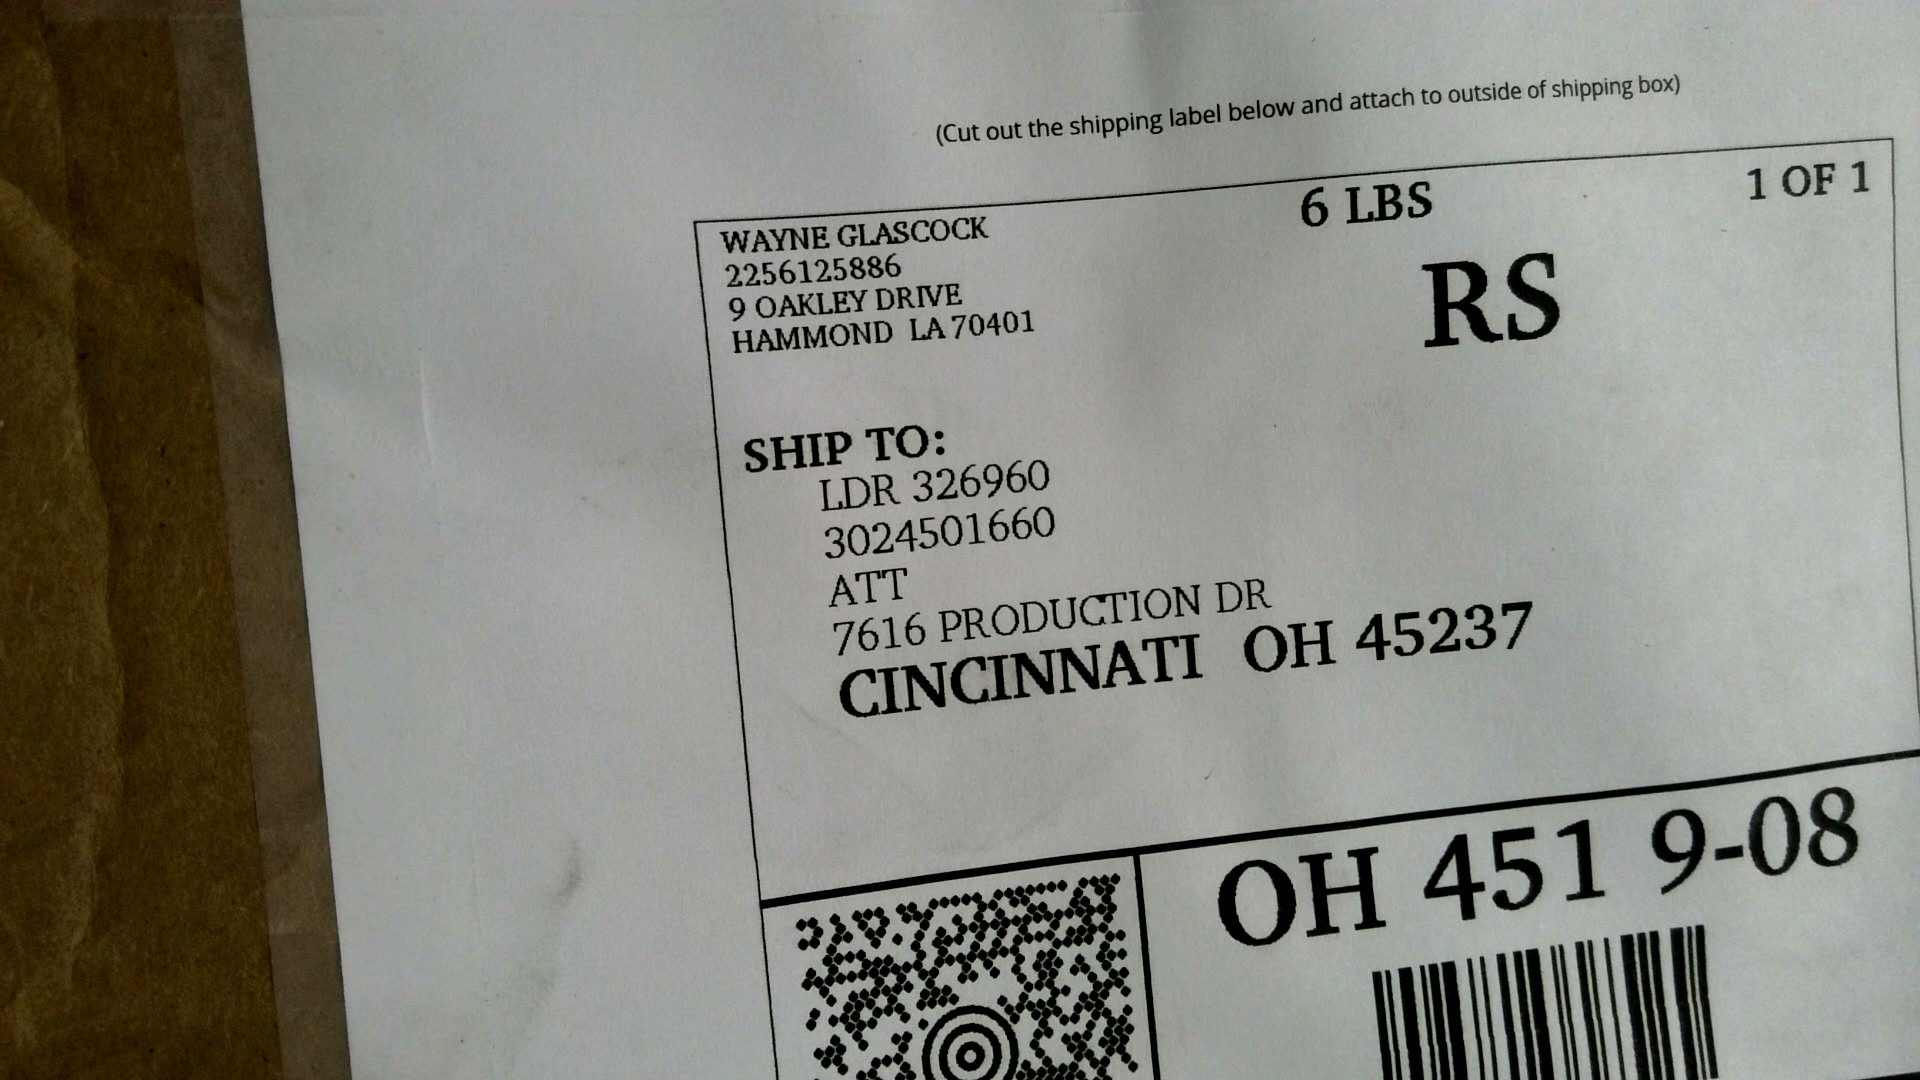 (Cut out the shipping label below and attach to outside of shipping box)
WAYNE GLASCOCK
2256125886
9 OAKLEY DRIVE
HAMMOND LA 70401
6 LBS
1 OF 1
RS
SHIP TO:
LDR 326960
3024501660
ATT
7616 PRODUCTION DR
CINCINNATI OH 45237
OH 451 9-08